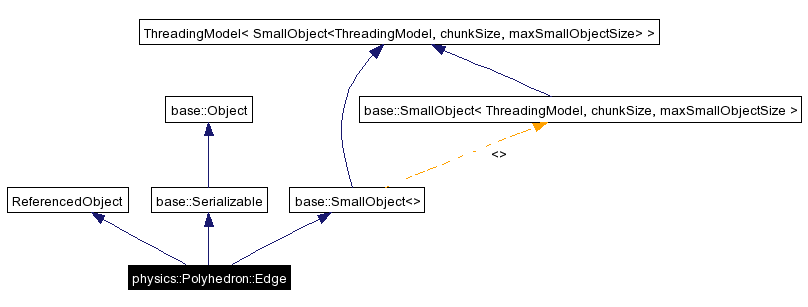 ThreadingModel< SmallObject<ThreadingModel, chunkSize, maxSmallObjectSize> >
base::Object
base::SmallObject< ThreadingModel, chunkSize, maxSmallObjectSize >
<>
ReferencedObject
base::Serializable
base::SmallObject<>
physics::Polyhedron::Edge